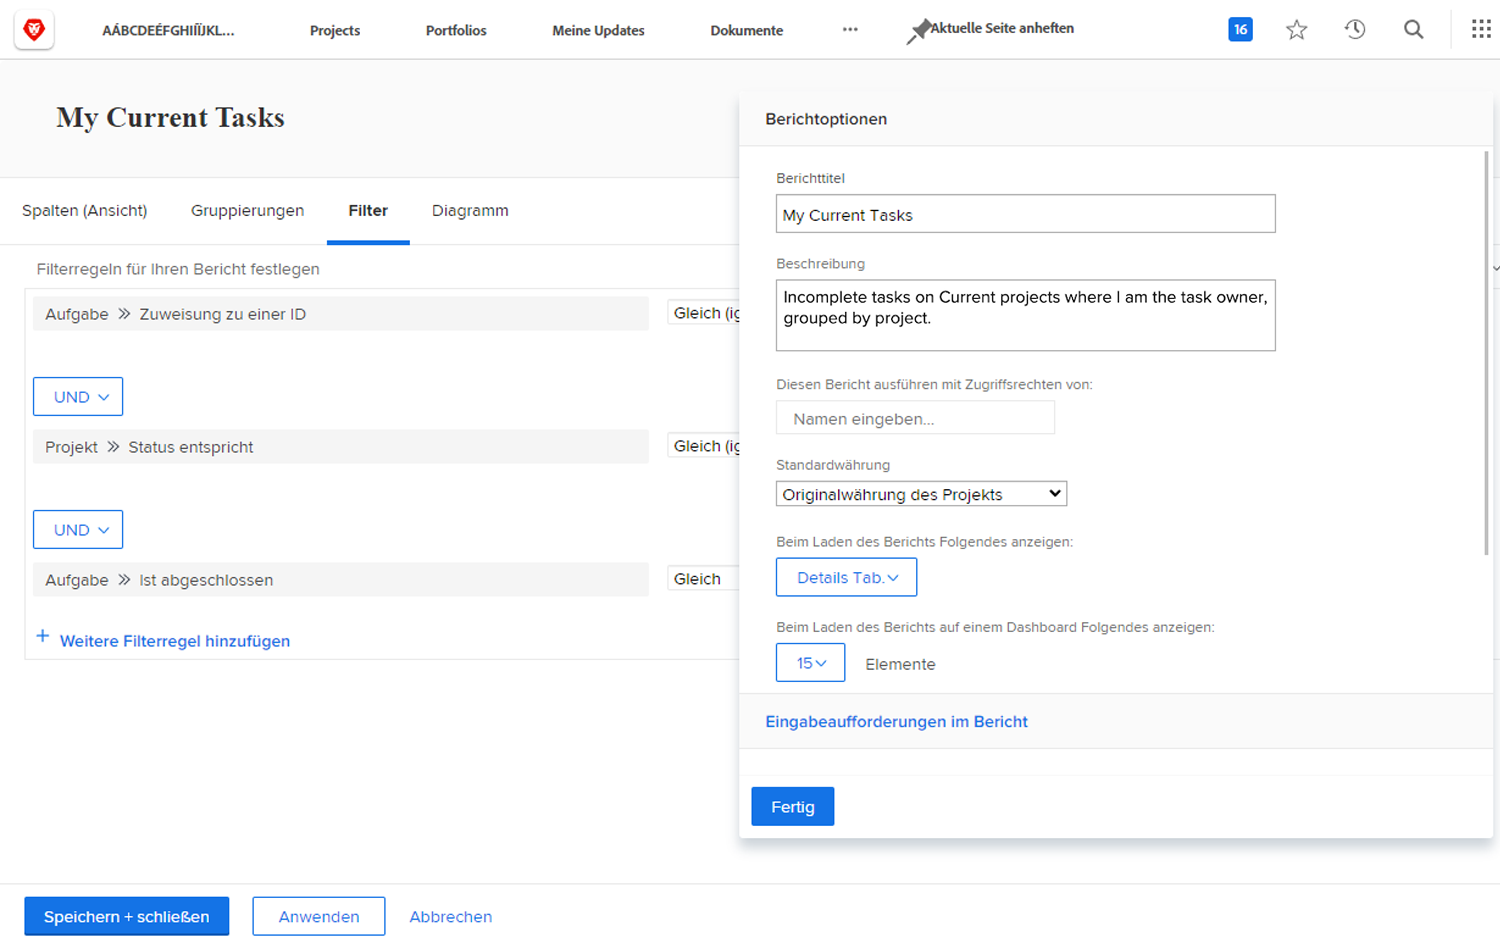 AÁBCDEÉFGHIÍÏJKL...
Projects
Portfolios
Meine Updates
Dokumente
Aktuelle Seite anheften
16
My Current Tasks
Spalten (Ansicht)
Gruppierungen
Filter
Diagramm
Filterregeln für Ihren Bericht festlegen
Aufgabe » Zuweisung zu einer ID
Gleich (ig
UND
Projekt » Status entspricht
Gleich (ig
UND
Aufgabe » Ist abgeschlossen
Gleich
+ Weitere Filterregel hinzufügen
Berichtoptionen
Berichttitel
My Current Tasks
Beschreibung
Incomplete tasks on Current projects where I am the task owner,
grouped by project.
Diesen Bericht ausführen mit Zugriffsrechten von:
Namen eingeben...
Standardwährung
Originalwährung des Projekts
Beim Laden des Berichts Folgendes anzeigen:
Details Tab.
Beim Laden des Berichts auf einem Dashboard Folgendes anzeigen:
15
Elemente
Eingabeaufforderungen im Bericht
Fertig
Speichern + schließen
Anwenden
Abbrechen